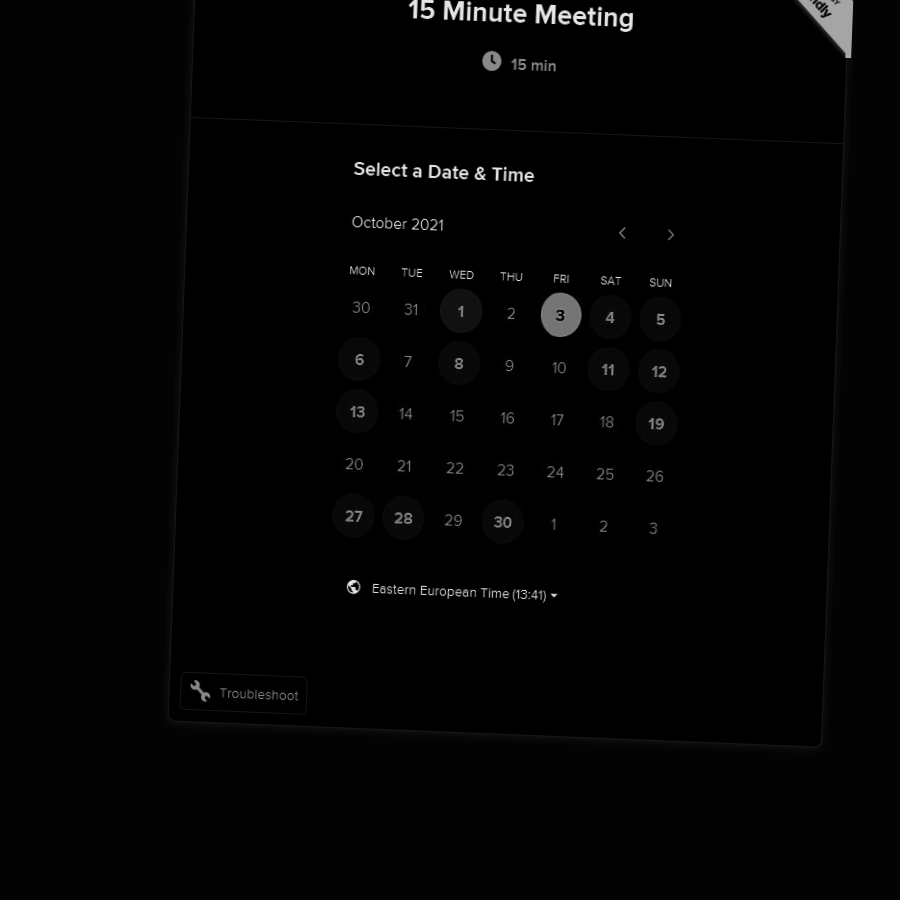 15 Minute Meeting
15 min
Select a Date & Time
October 2021
MON TUE WED THU FRI SAT SUN
30 31 1 2 3 4 5
6 7 8 9 10 11 12
13 14 15 16 17 18 19
20 21 22 23 24 25 26
27 28 29 30 1 2 3
Eastern European Time (13:41)
Troubleshoot